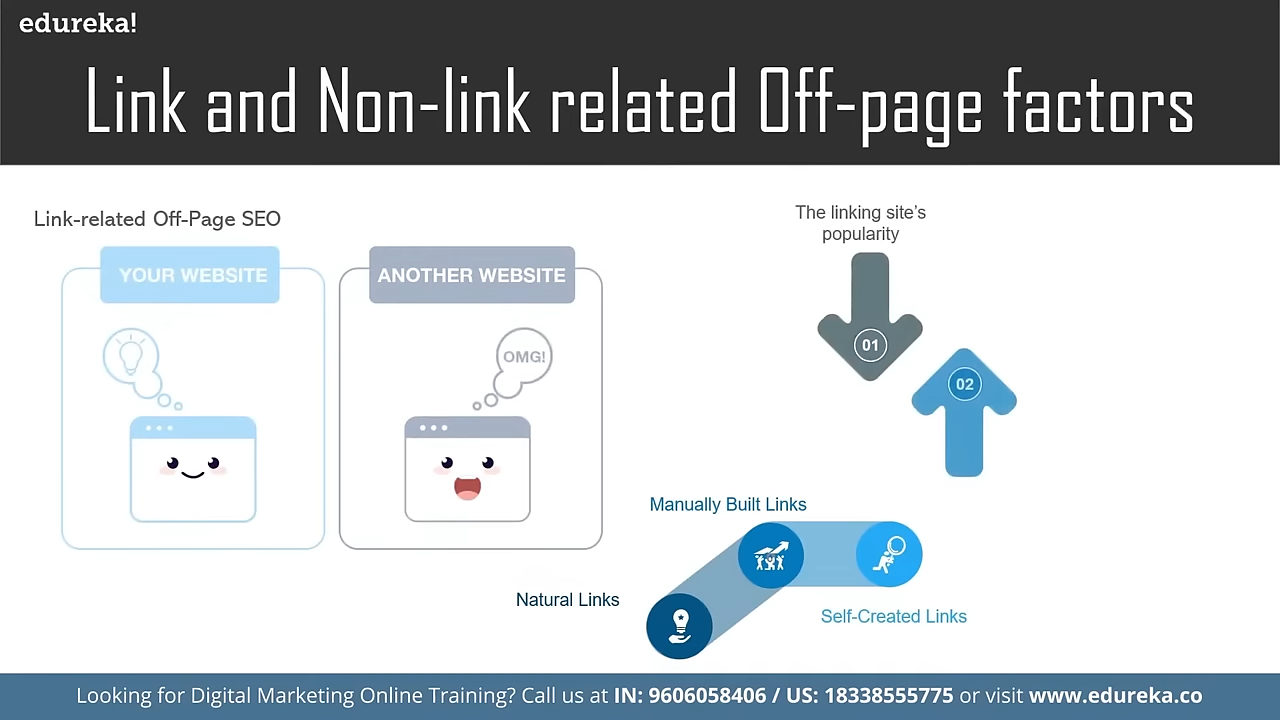 edureka!
Link and Non-link related Off-page factors
Link-related Off-Page SEO
YOUR WEBSITE
ANOTHER WEBSITE
OMG!
The linking site's
popularity
01
02
Manually Built Links
Natural Links
Self-Created Links
Looking for Digital Marketing Online Training? Call us at IN: 9606058406 / US: 18338555775 or visit www.edureka.co